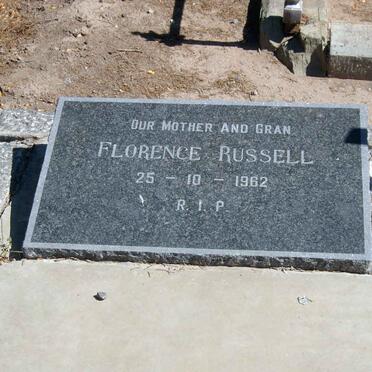 Our Mother And Gran
Florence Russell
25 - 10 - 1962
R.I.P.